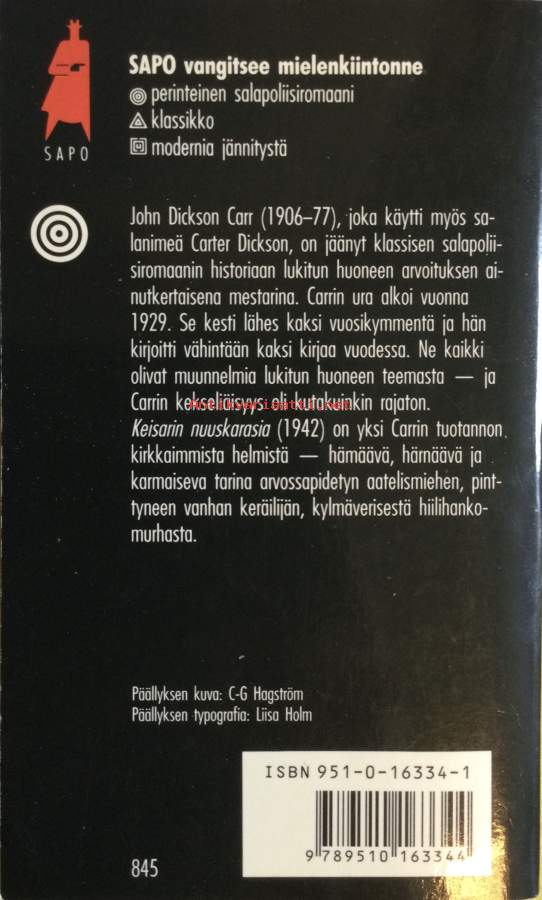 SAPO vangitsee mielenkiintonne
perinteinen salapoliisiromaani
klassikko
modernia jännitystä
SAPO
John Dickson Carr (1906–77), joka käytti myös sa-
lanimeä Carter Dickson, on jäänyt klassisen salapolii-
siromaanin historiaan lukitun huoneen arvoituksen ai-
nutkertaisena mestarina. Carrin ura alkoi vuonna
1929. Se kesti lähes kaksi vuosikymmentä ja hän
kirjoitti vähintään kaksi kirjaa vuodessa. Ne kaikki
olivat muunnelmia lukitun huoneen teemasta — ja
Carrin kekseliäisyys oli kutakuinkin rajaton.
Keisarin nuuskarasia (1942) on yksi Carrin tuotannon
kirkkaimmista helmistä — hämäävä, härnäävä ja
karmaiseva tarina arvossapidetyn aatelismiehen, pint-
tyneen vanhan keräilijän, kylmäverisestä hiilihanko-
murhasta.
Päällyksen kuva: C-G Hagström
Päällyksen typografia: Liisa Holm
ISBN 951-0-16334-1
9 789510 163344
845